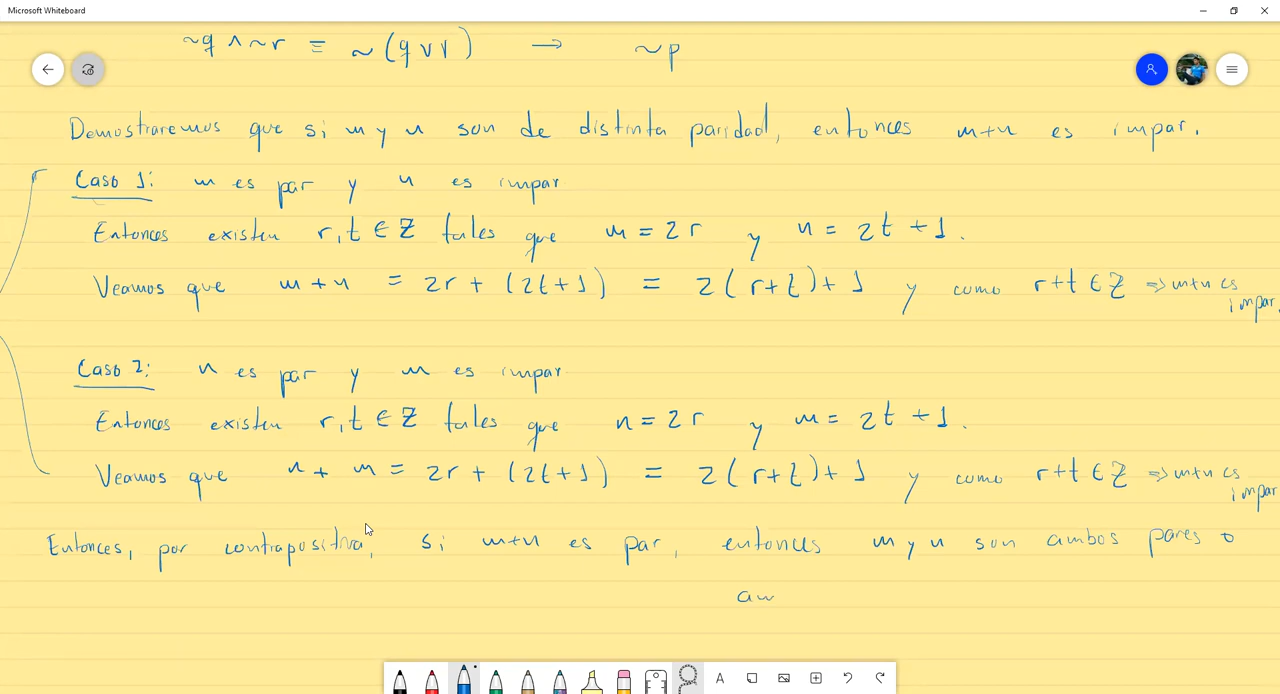 Microsoft Whiteboard
~q ∧ ~r ≡ ~(q ∨ r) → ~p
Demostraremos que si m y n son de distinta paridad, entonces m+n es impar.
Caso 1: m es par y n es impar.
Entonces existen r, t ∈ Z tales que m = 2r y n = 2t + 1.
Veamos que m + n = 2r + (2t+1) = 2(r+t) + 1 y como r+t ∈ Z ⇒ m+n es
impar.
Caso 2: n es par y m es impar.
Entonces existen r, t ∈ Z tales que n = 2r y m = 2t + 1.
Veamos que n + m = 2r + (2t+1) = 2(r+t) + 1 y como r+t ∈ Z ⇒ m+n es
impar
Entonces, por contrapositiva, si m+n es par, entonces m y n son ambos pares o
am
A